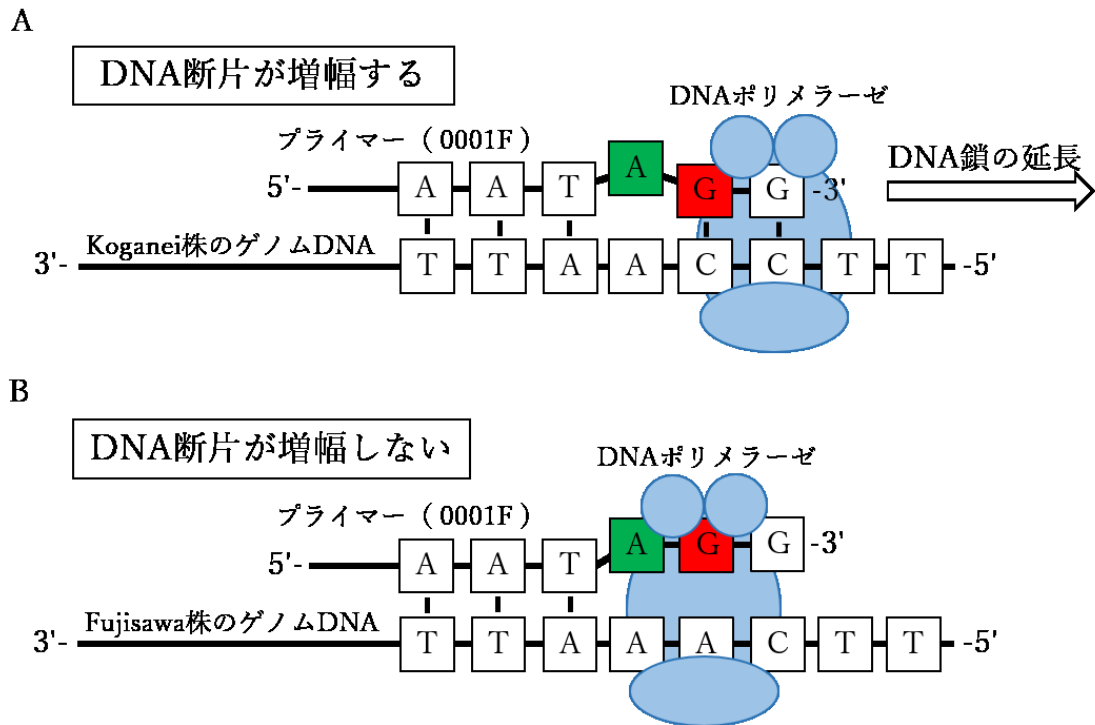 A
DNA断片が増幅する
DNAポリメラーゼ
プライマー（0001F）
DNA鎖の延長
5'- A A T A G G -3'
Koganei株のゲノムDNA
3'- T T A A C C T T -5'
B
DNA断片が増幅しない
DNAポリメラーゼ
プライマー（0001F）
5'- A A T A G G -3'
Fujisawa株のゲノムDNA
3'- T T A A A C T T -5'